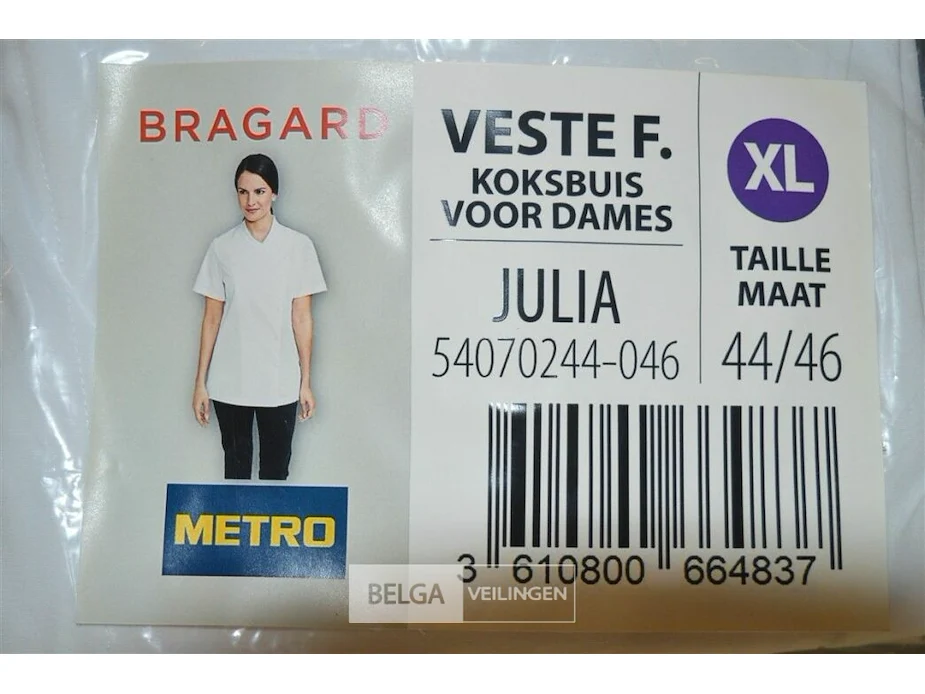 BRAGARD
METRO
VESTE F.
KOKSBUIS
VOOR DAMES
JULIA
54070244-046
XL
TAILLE
MAAT
44/46
3 610800 664837
BELGA VEILINGEN